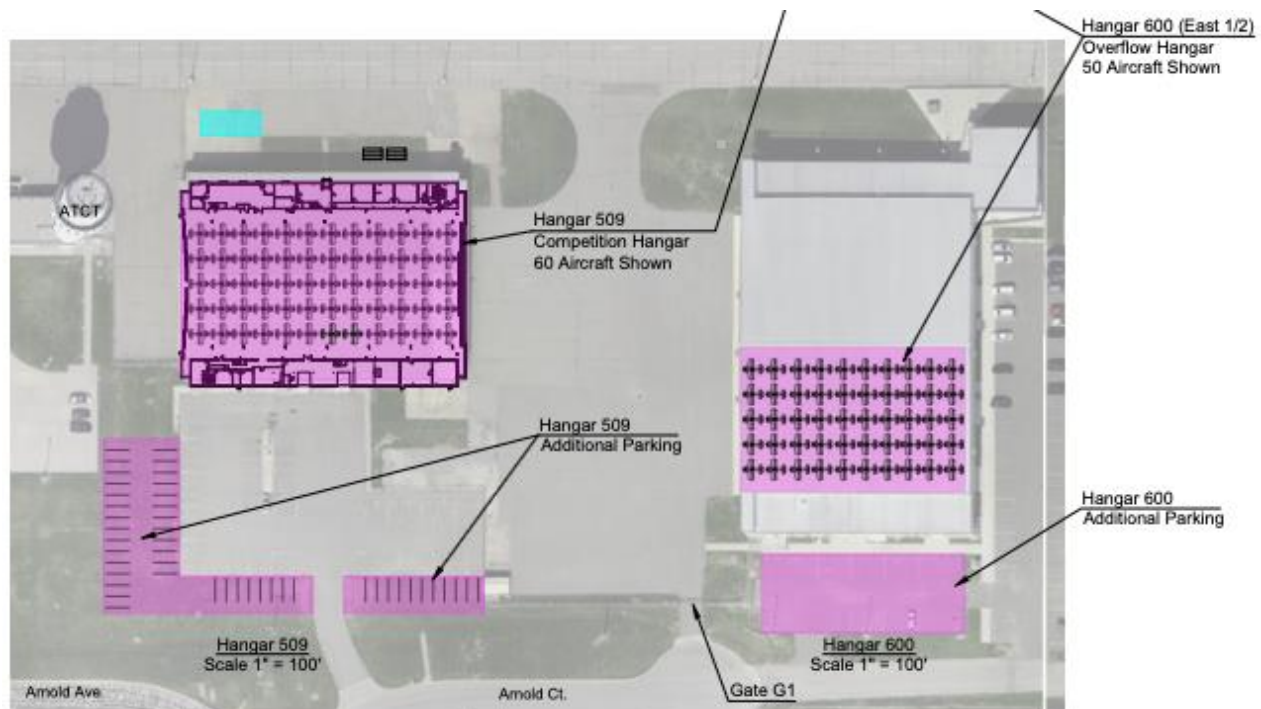 Hangar 600 (East 1/2)
Overflow Hangar
50 Aircraft Shown
ATCT
Hangar 509
Competition Hangar
60 Aircraft Shown
Hangar 509
Additional Parking
Hangar 600
Additional Parking
Hangar 509
Scale 1" = 100'
Hangar 600
Scale 1" = 100'
Arnold Ave.
Arnold Ct.
Gate G1